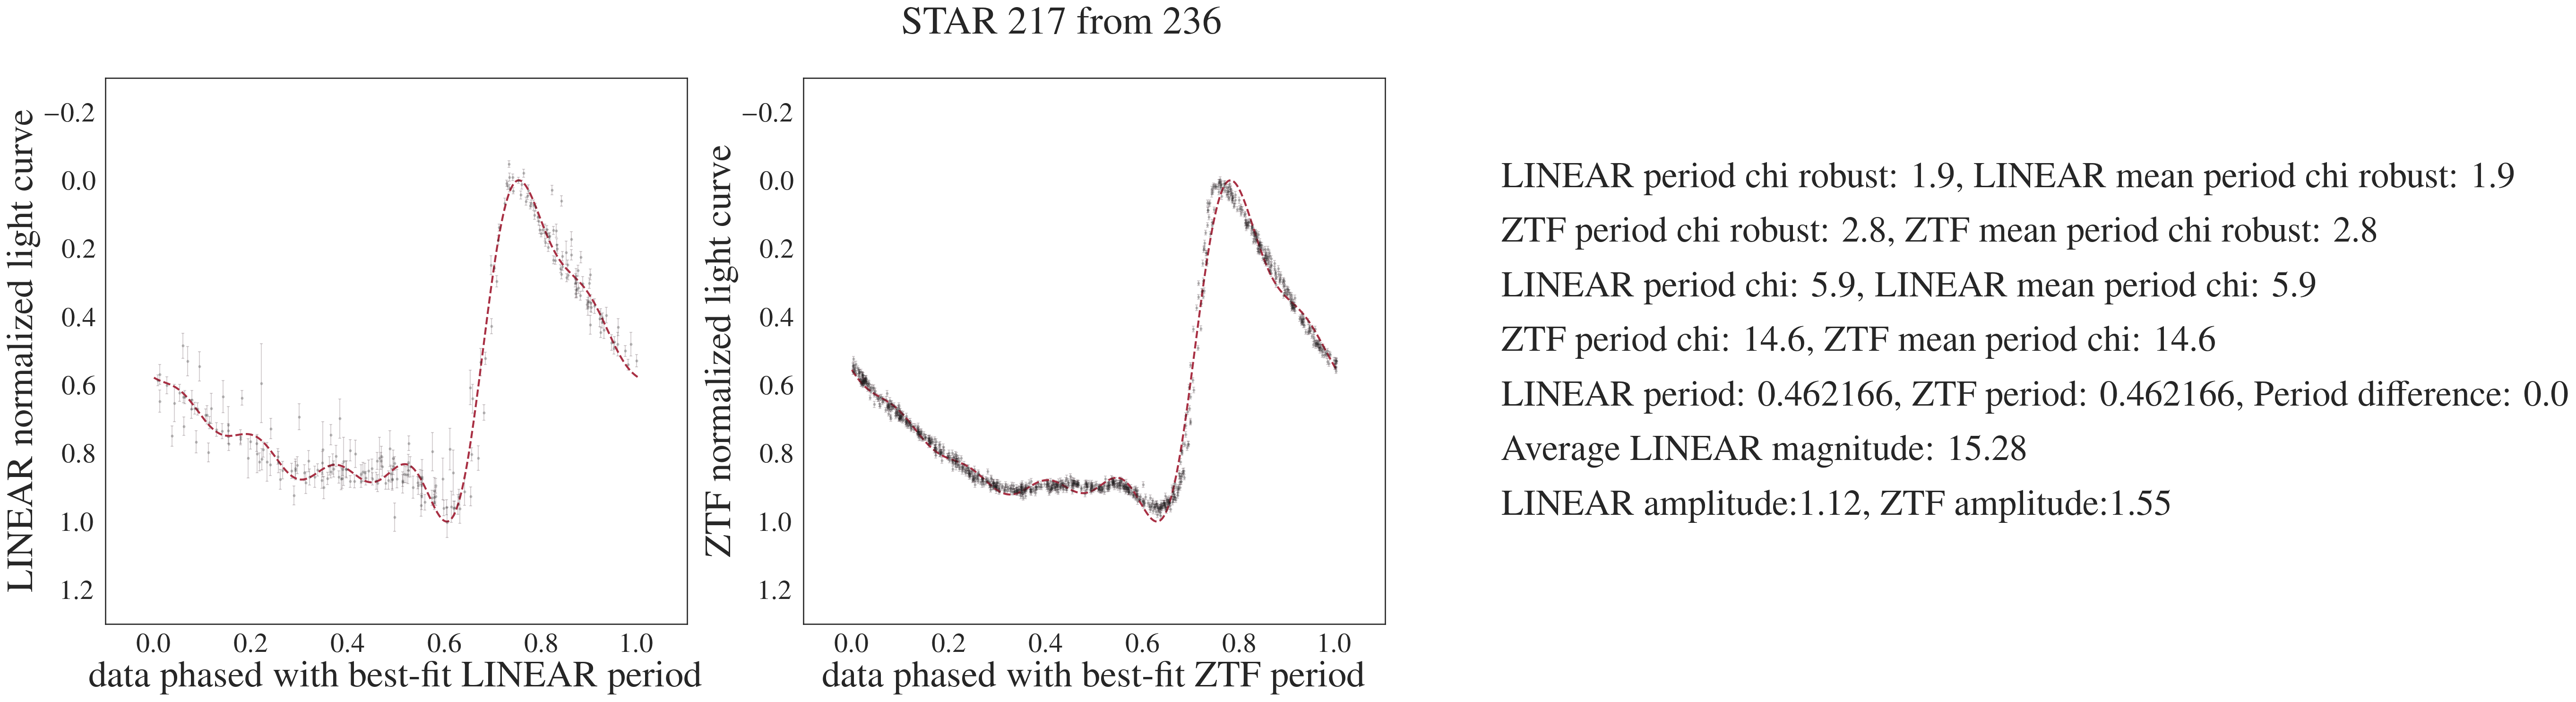 STAR 217 from 236
LINEAR normalized light curve
−0.2
0.0
0.2
0.4
0.6
0.8
1.0
1.2
0.0 0.2 0.4 0.6 0.8 1.0
data phased with best-fit LINEAR period
ZTF normalized light curve
−0.2
0.0
0.2
0.4
0.6
0.8
1.0
1.2
0.0 0.2 0.4 0.6 0.8 1.0
data phased with best-fit ZTF period
LINEAR period chi robust: 1.9, LINEAR mean period chi robust: 1.9
ZTF period chi robust: 2.8, ZTF mean period chi robust: 2.8
LINEAR period chi: 5.9, LINEAR mean period chi: 5.9
ZTF period chi: 14.6, ZTF mean period chi: 14.6
LINEAR period: 0.462166, ZTF period: 0.462166, Period difference: 0.0
Average LINEAR magnitude: 15.28
LINEAR amplitude:1.12, ZTF amplitude:1.55